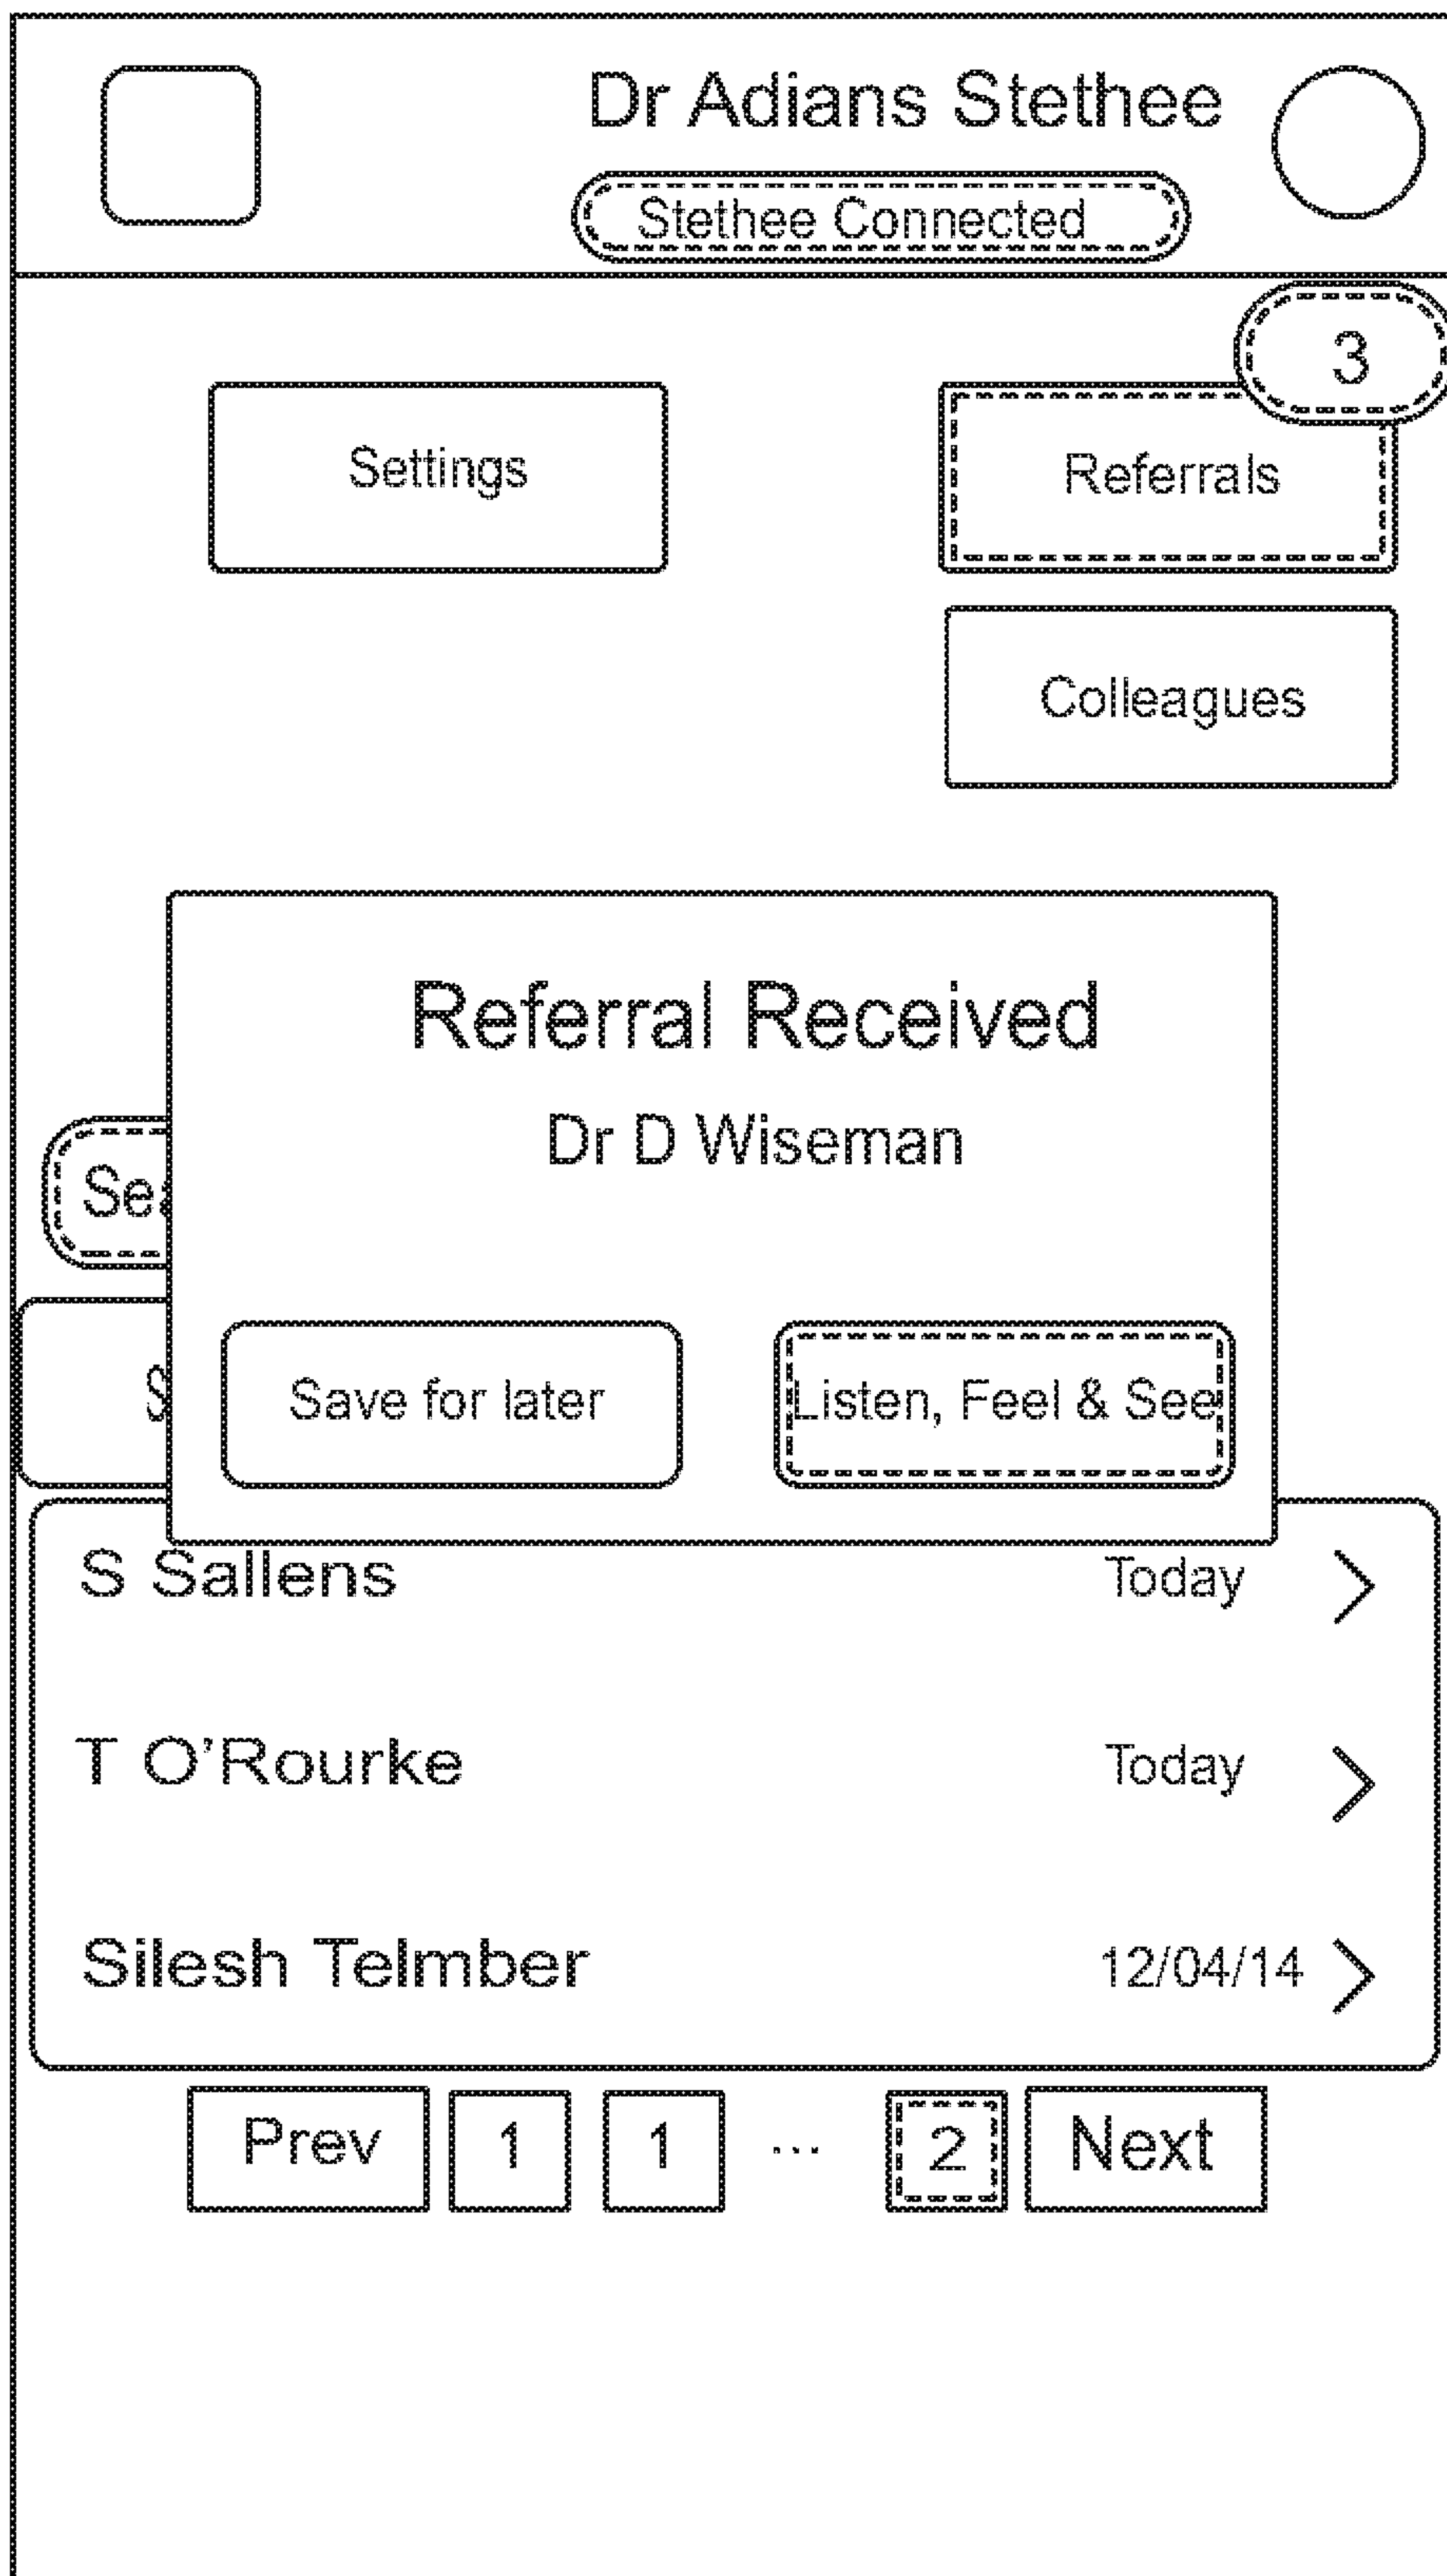 Dr Adians Stethee
Stethee Connected
3
Settings
Referrals
Colleagues
Referral Received
Dr D Wiseman
Save for later
Listen, Feel & See
S Sallens Today
T O'Rourke Today
Silesh Telmber 12/04/14
Prev 1 1 ... 2 Next